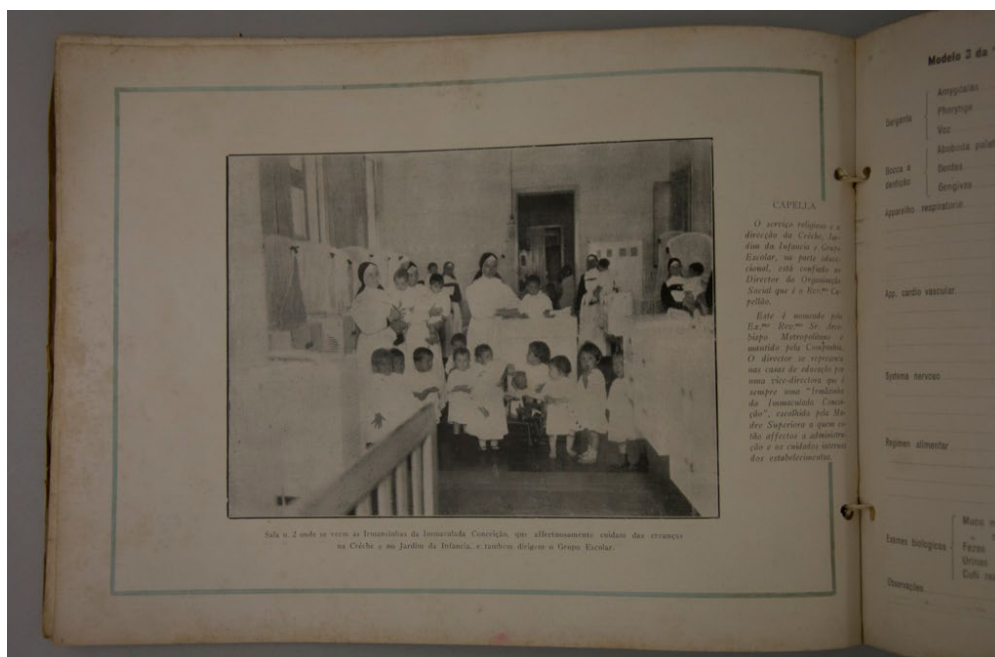 CAPELLA
O serviço religioso e a
direcção da Créche, Jar-
dim da Infancia e Grupo
Escolar, na parte educa-
cional, está confiado ao
Director da Organisação
Social que é o Rev.mo Ca-
pellão.
Este é nomeado pelo
Ex.mo Rev.mo Sr. Arce-
bispo Metropolitano e
mantido pela Companhia.
O director se representa
nas casas de educação por
uma vice-directora que é
sempre uma "Irmãzinha
da Immaculada Concei-
ção", escolhida pela Ma-
dre Superiora a quem es-
tão affectos a administra-
ção e os cuidados internos
dos estabelecimentos.
Sala n. 2 onde se vêem as Irmansinhas da Immaculada Conceição, que affectuosamente cuidam das creanças
na Créche e no Jardim da Infancia, e tambem dirigem o Grupo Escolar.
Modelo 3 da
Garganta
Amygdalas
Pharynge
Voz
Bocca e
dentição
Abobada
Dentes
Gengivas
Apparelho respiratorio
App. cardio vascular
Systema nervoso
Regimen alimentar
Exames biologicos
Muco
Fezes
Urinas
Cuti
Observações